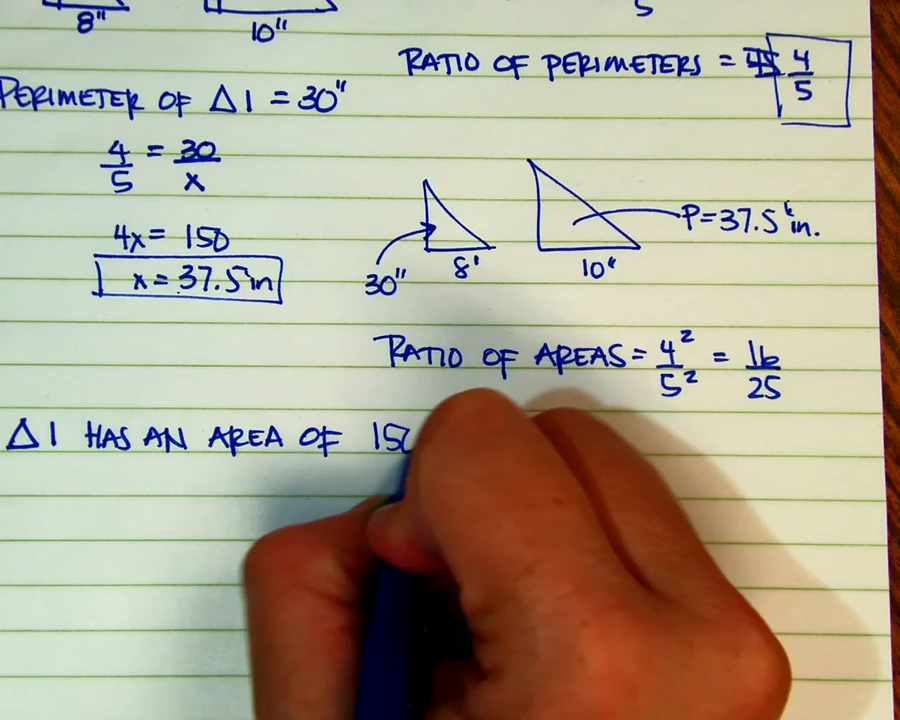 8"
10"
5
RATIO OF PERIMETERS = 4/5
PERIMETER OF Δ1 = 30"
4/5 = 30/x
4x = 150
x = 37.5 in
30"
8'
10"
P = 37.5" in.
RATIO OF AREAS = 4²/5² = 16/25
Δ1 HAS AN AREA OF 150